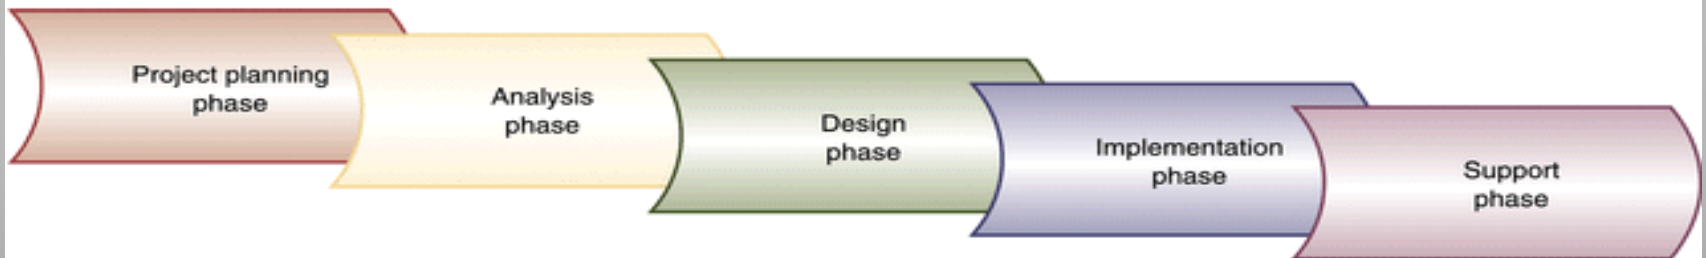 Project planning
phase
Analysis
phase
Design
phase
Implementation
phase
Support
phase